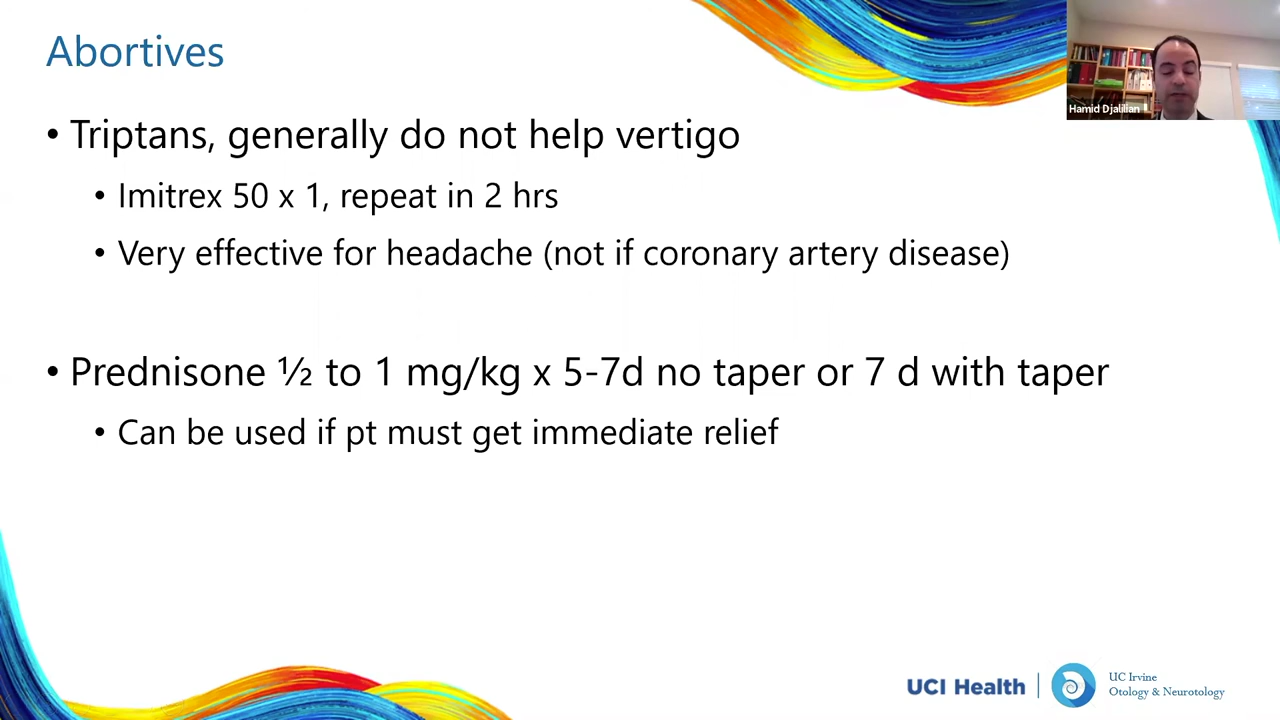 Abortives
Hamid Djalilian
• Triptans, generally do not help vertigo
• Imitrex 50 x 1, repeat in 2 hrs
• Very effective for headache (not if coronary artery disease)
• Prednisone ½ to 1 mg/kg x 5-7d no taper or 7 d with taper
• Can be used if pt must get immediate relief
UCI Health
UC Irvine
Otology & Neurotology